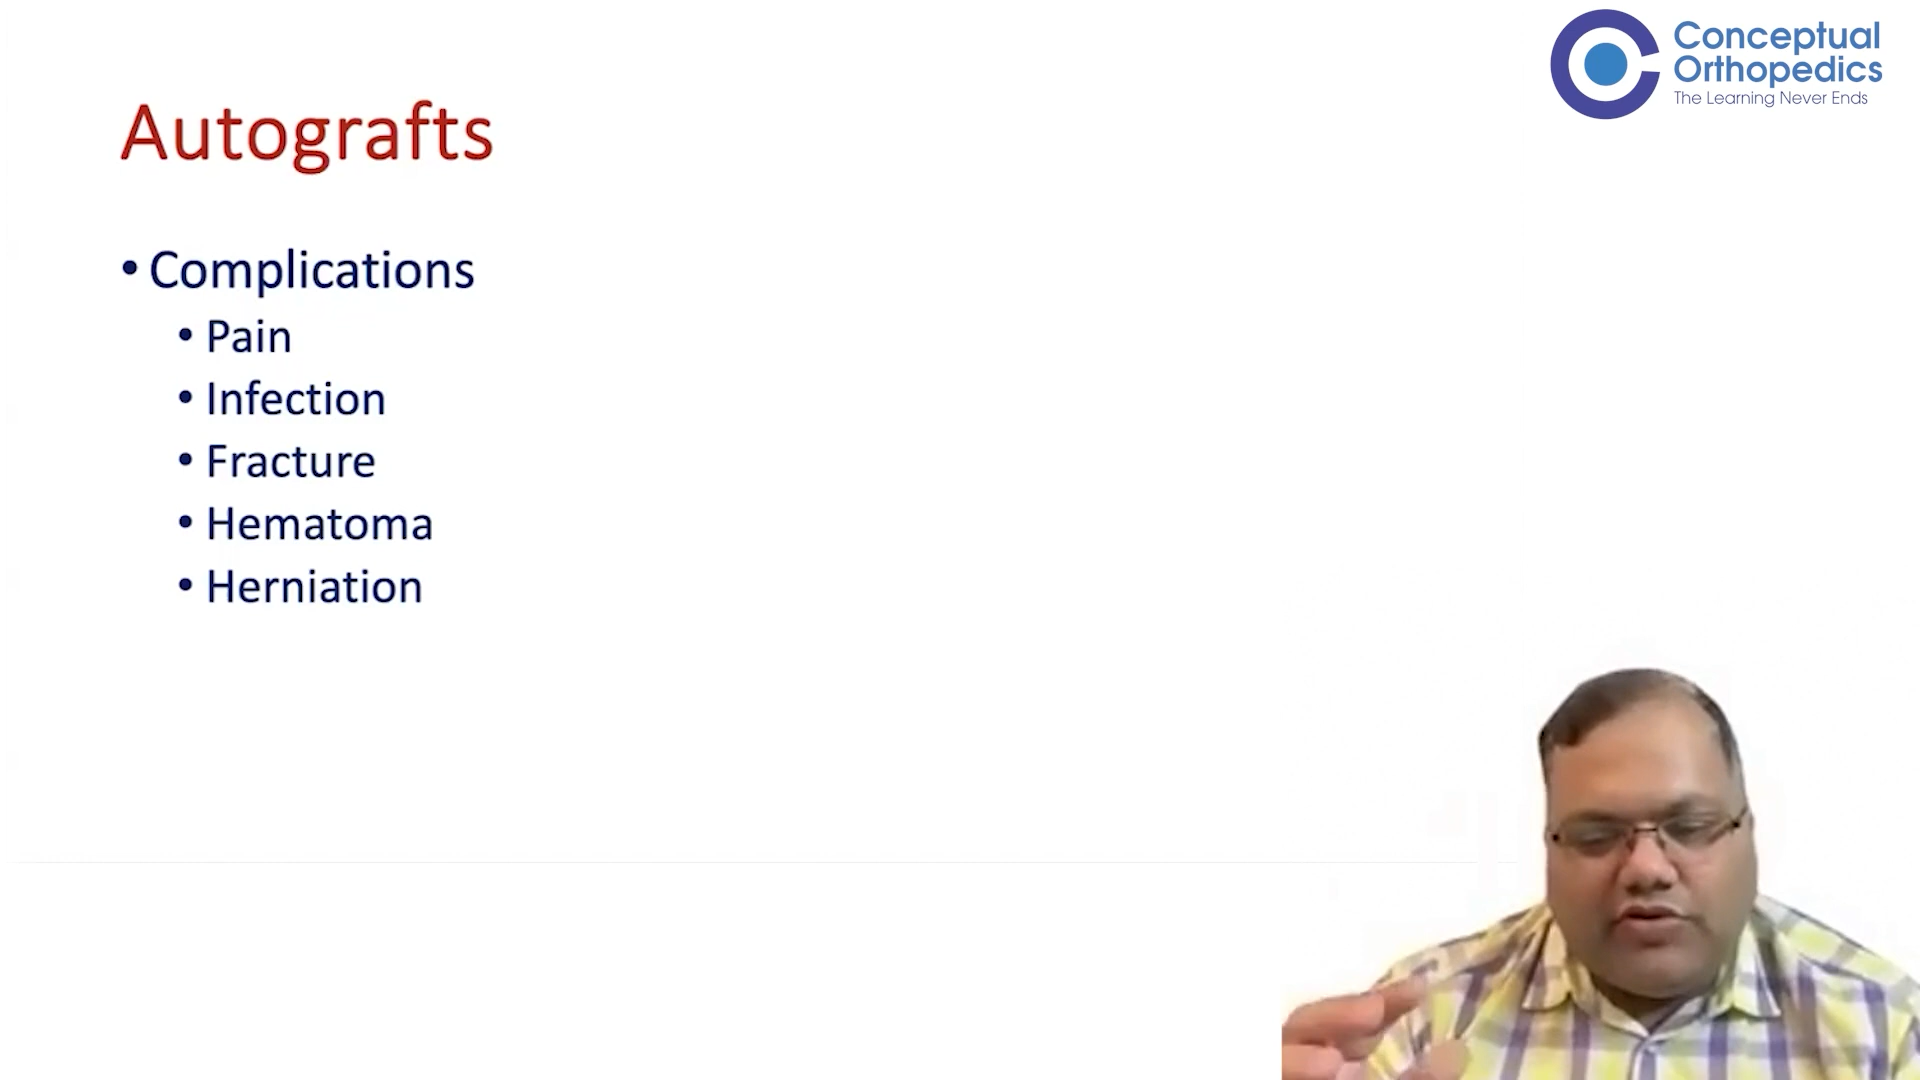 Conceptual
Orthopedics
The Learning Never Ends
Autografts
• Complications
• Pain
• Infection
• Fracture
• Hematoma
• Herniation